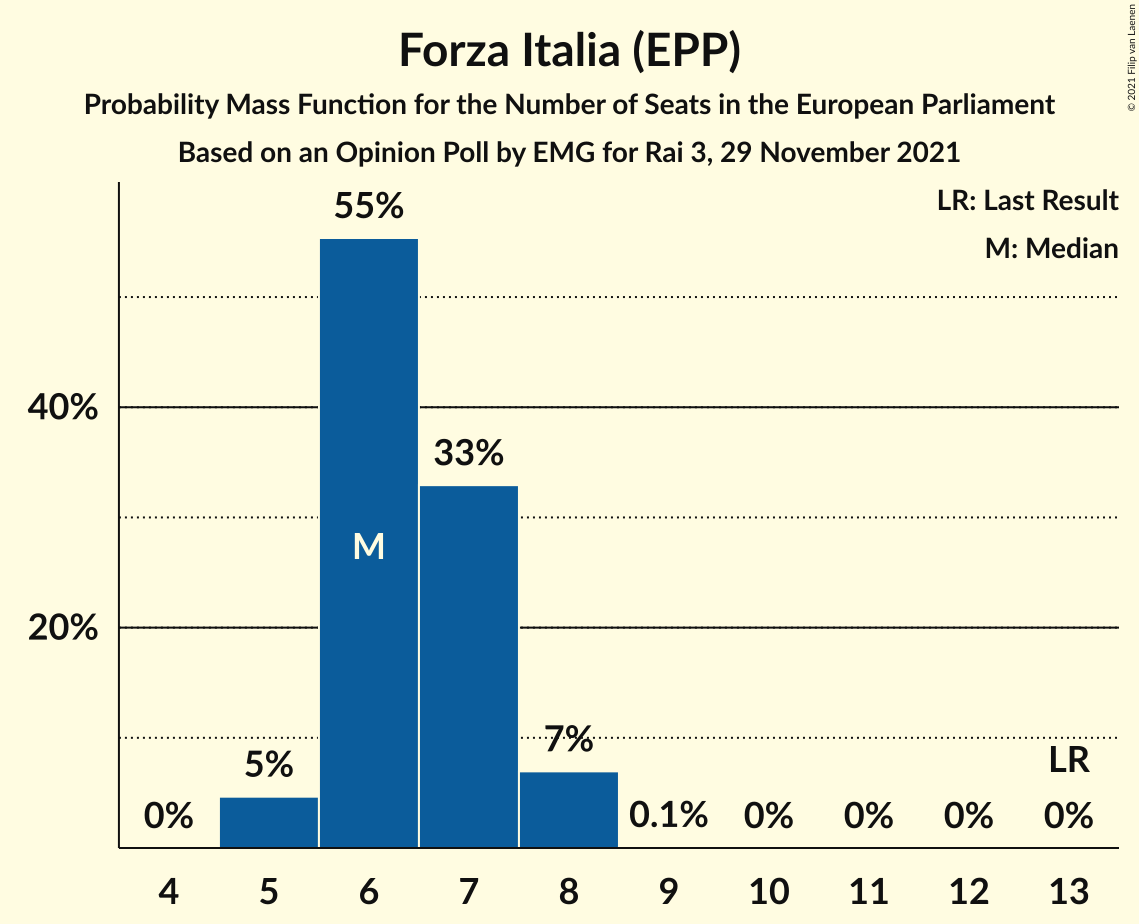 Forza Italia (EPP)
Probability Mass Function for the Number of Seats in the European Parliament
Based on an Opinion Poll by EMG for Rai 3, 29 November 2021
© 2021 Filip van Laenen
LR: Last Result
M: Median
55%
40%
33%
M
20%
7%
5%
LR
0%
0.1%
0%
0%
0%
0%
4 5 6 7 8 9 10 11 12 13